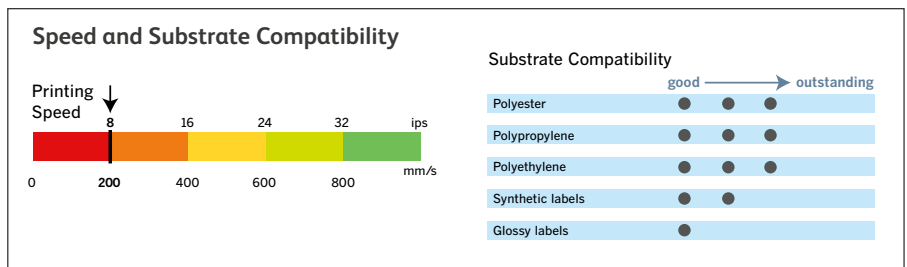 Speed and Substrate Compatibility
Printing
Speed
8 16 24 32 ips
mm/s
0 200 400 600 800
Substrate Compatibility
good outstanding
Polyester
Polypropylene
Polyethylene
Synthetic labels
Glossy labels